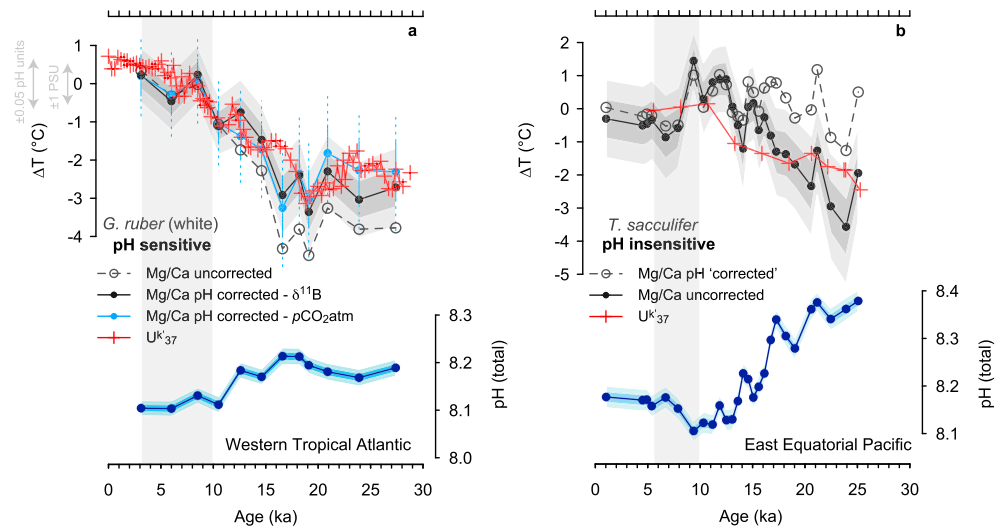 a
±0.05 pH units
±1 PSU
ΔT (°C)
1
0
-1
-2
-3
-4
G. ruber (white)
pH sensitive
Mg/Ca uncorrected
Mg/Ca pH corrected - δ¹¹B
Mg/Ca pH corrected - pCO₂atm
Uᵏ'₃₇
8.3
8.2
8.1
8.0
pH (total)
Western Tropical Atlantic
0 5 10 15 20 25 30
Age (ka)
b
ΔT (°C)
2
1
0
-1
-2
-3
-4
-5
T. sacculifer
pH insensitive
Mg/Ca pH ‘corrected’
Mg/Ca uncorrected
Uᵏ'₃₇
8.4
8.3
8.2
8.1
pH (total)
East Equatorial Pacific
0 5 10 15 20 25 30
Age (ka)